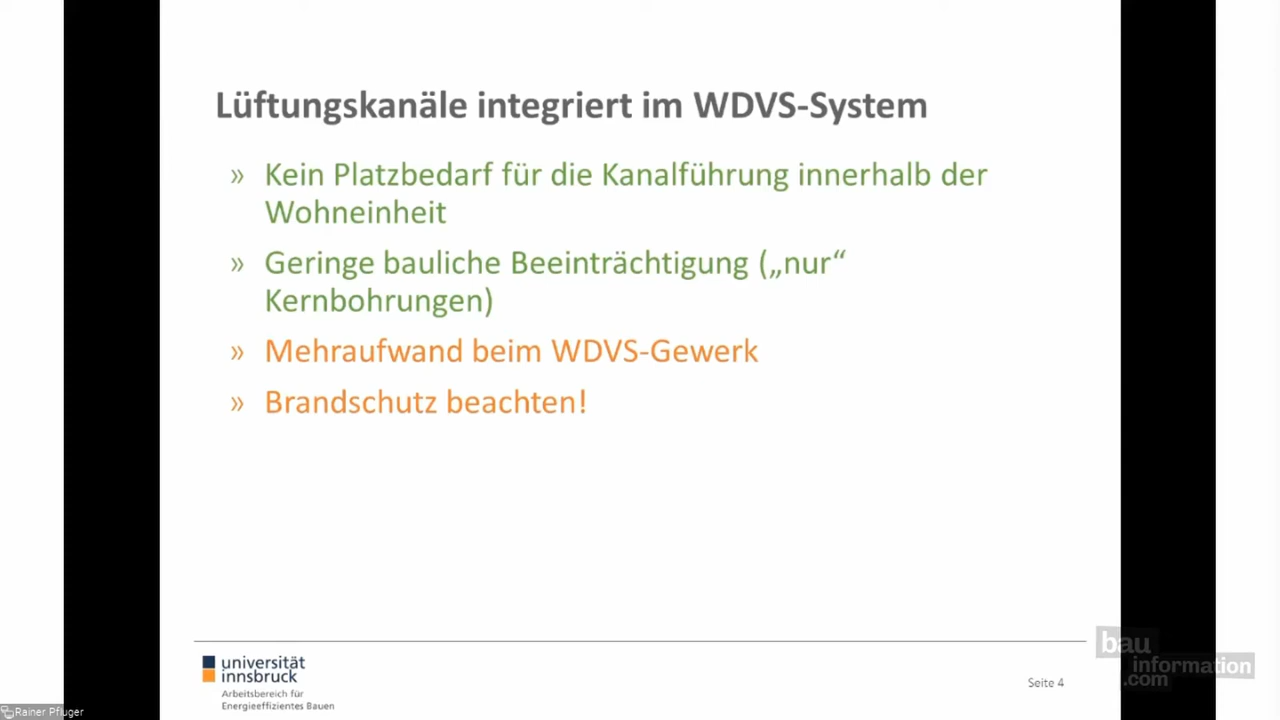 Lüftungskanäle integriert im WDVS-System
» Kein Platzbedarf für die Kanalführung innerhalb der
Wohneinheit
» Geringe bauliche Beeinträchtigung („nur“
Kernbohrungen)
» Mehraufwand beim WDVS-Gewerk
» Brandschutz beachten!
universität
innsbruck
Arbeitsbereich für
Energieeffizientes Bauen
Seite 4
bau
information
.com
Rainer Pfluger